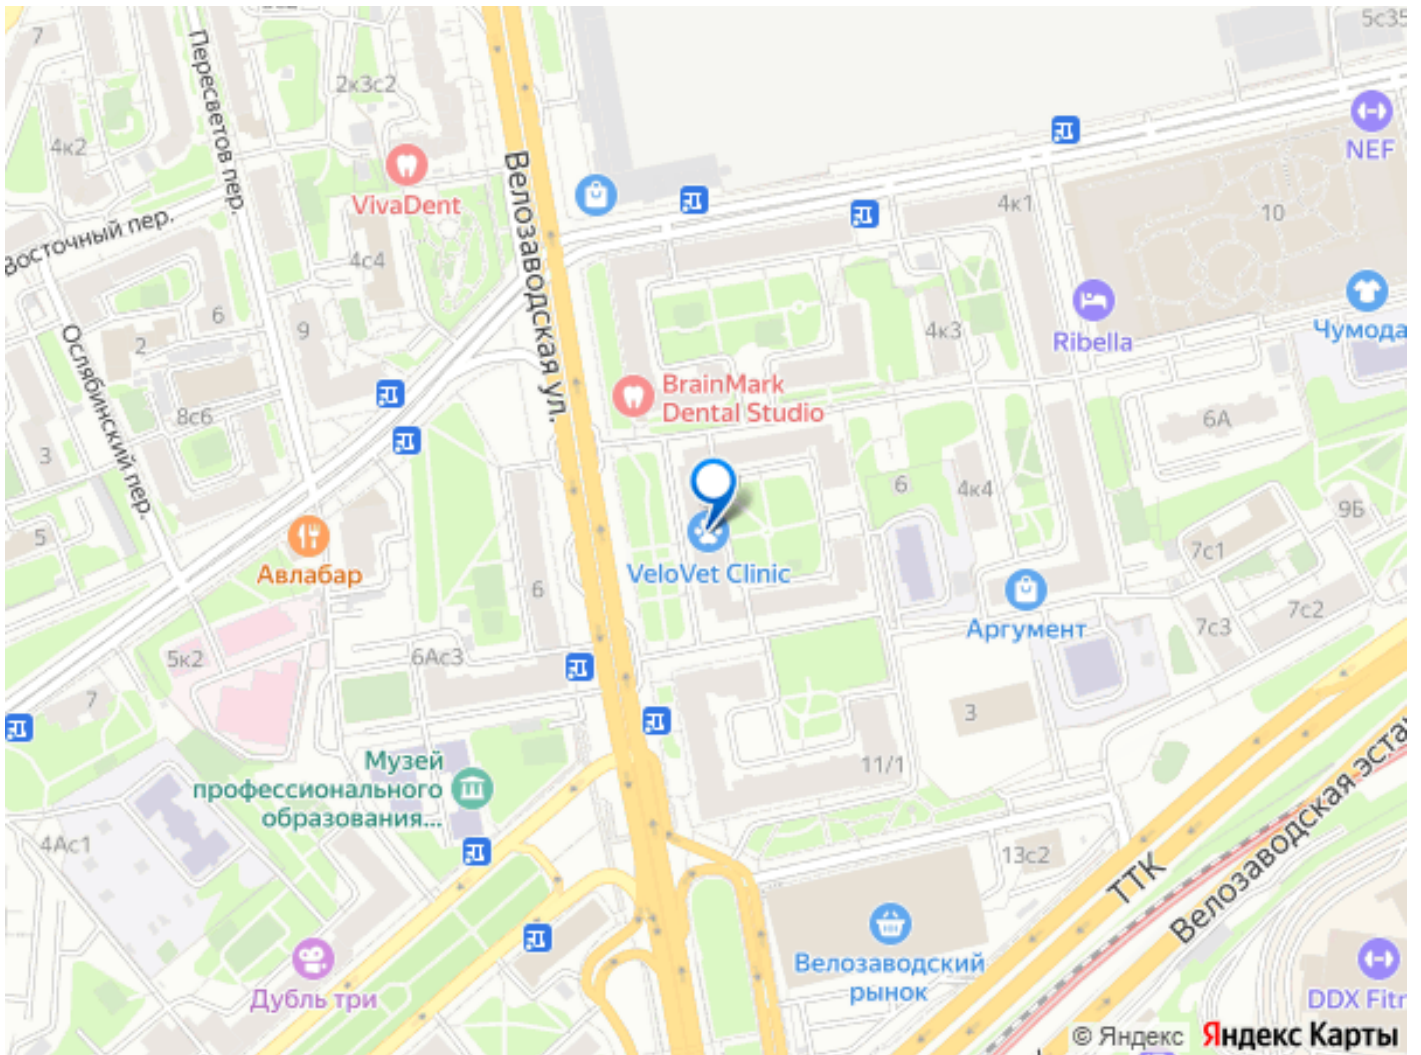 5с35
7
Пересветов пер.
2к3с2
4к2
Велозаводская ул.
NEF
VivaDent
4к1
10
Восточный пер.
4с4
6
9
2
4к3
Ribella
Чумода
Ослябинский пер.
BrainMark
Dental Studio
8с6
6А
3
6
4к4
9Б
5
7с1
Авлабар
VeloVet Clinic
6
7с2
Аргумент
7с3
5к2
6Ас3
7
3
Музей
профессионального
образования...
11/1
4Ас1
13с2
ТТК
Велозаводская эста
Велозаводский
рынок
Дубль три
DDX Fitn
© Яндекс Яндекс Карты